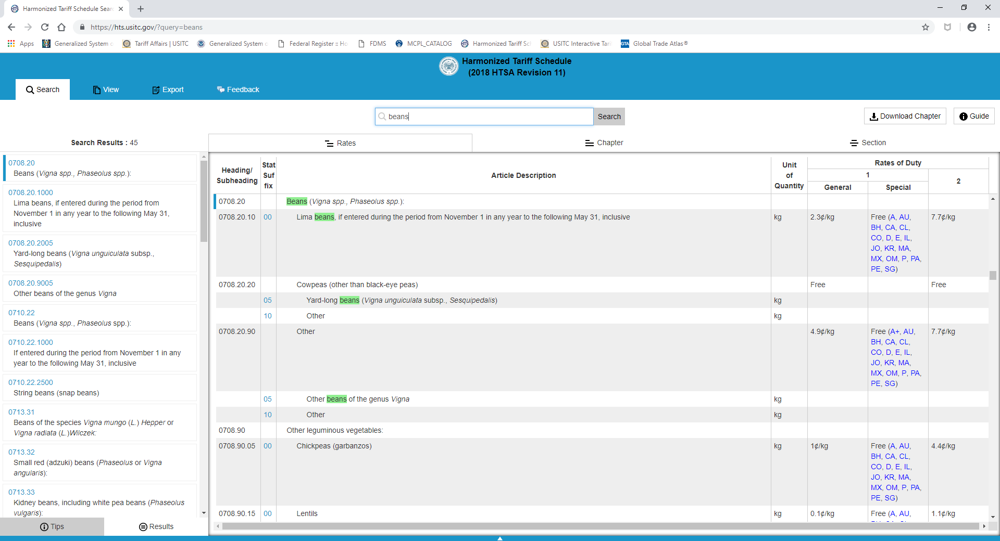 Harmonized Tariff Schedule Sear
https://hts.usitc.gov/?query=beans
Apps
Generalized System o
Tariff Affairs | USITC
Generalized System o
Federal Register :: Ho
FDMS
MCPL_CATALOG
Harmonized Tariff Sc
USITC Interactive Tari
GTA
Global Trade Atlas®
Harmonized Tariff Schedule
(2018 HTSA Revision 11)
Search
View
Export
Feedback
beans
Search
Download Chapter
Guide
Search Results : 45
Rates
Chapter
Section
0708.20
Beans (Vigna spp., Phaseolus spp.):
0708.20.1000
Lima beans, if entered during the period from
November 1 in any year to the following May 31,
inclusive
0708.20.2005
Yard-long beans (Vigna unguiculata subsp.,
Sesquipedalis)
0708.20.9005
Other beans of the genus Vigna
0710.22
Beans (Vigna spp., Phaseolus spp.):
0710.22.1000
If entered during the period from November 1 in any
year to the following May 31, inclusive
0710.22.2500
String beans (snap beans)
0713.31
Beans of the species Vigna mungo (L.) Hepper or
Vigna radiata (L.)Wilczek:
0713.32
Small red (adzuki) beans (Phaseolus or Vigna
angularis):
0713.33
Kidney beans, including white pea beans (Phaseolus
vulgaris):
Tips
Results
Heading/
Subheading
Stat
Suf
fix
Article Description
Unit
of
Quantity
Rates of Duty
1
2
General
Special
0708.20 Beans (Vigna spp., Phaseolus spp.):
0708.20.10 00 Lima beans, if entered during the period from November 1 in any year to the following May 31, inclusive kg 2.3¢/kg Free (A, AU, 7.7¢/kg
BH, CA, CL,
CO, D, E, IL,
JO, KR, MA,
MX, OM, P, PA,
PE, SG)
0708.20.20 Cowpeas (other than black-eye peas) Free Free
05 Yard-long beans (Vigna unguiculata subsp., Sesquipedalis) kg
10 Other kg
0708.20.90 Other 4.9¢/kg Free (A+, AU, 7.7¢/kg
BH, CA, CL,
CO, D, E, IL,
JO, KR, MA,
MX, OM, P, PA,
PE, SG)
05 Other beans of the genus Vigna kg
10 Other kg
0708.90 Other leguminous vegetables:
0708.90.05 00 Chickpeas (garbanzos) kg 1¢/kg Free (A, AU, 4.4¢/kg
BH, CA, CL,
CO, D, E, IL,
JO, KR, MA,
MX, OM, P, PA,
PE, SG)
0708.90.15 00 Lentils kg 0.1¢/kg Free (A, AU, 1.1¢/kg